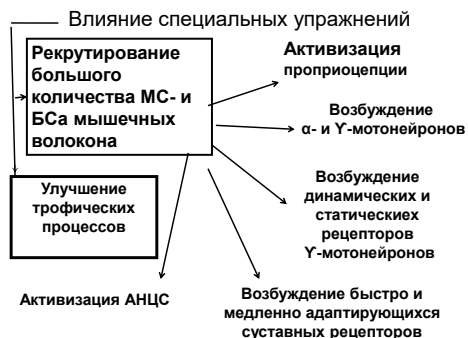 Влияние специальных упражнений
Рекрутирование
большого
количества МС- и
БСа мышечных
волокона
Активизация
проприоцепции
Возбуждение
α- и ϒ-мотонейронов
Улучшение
трофических
процессов
Возбуждение
динамических и
статическиех
рецепторов
ϒ-мотонейронов
Активизация АНЦС
Возбуждение быстро и
медленно адаптирующихся
суставных рецепторов